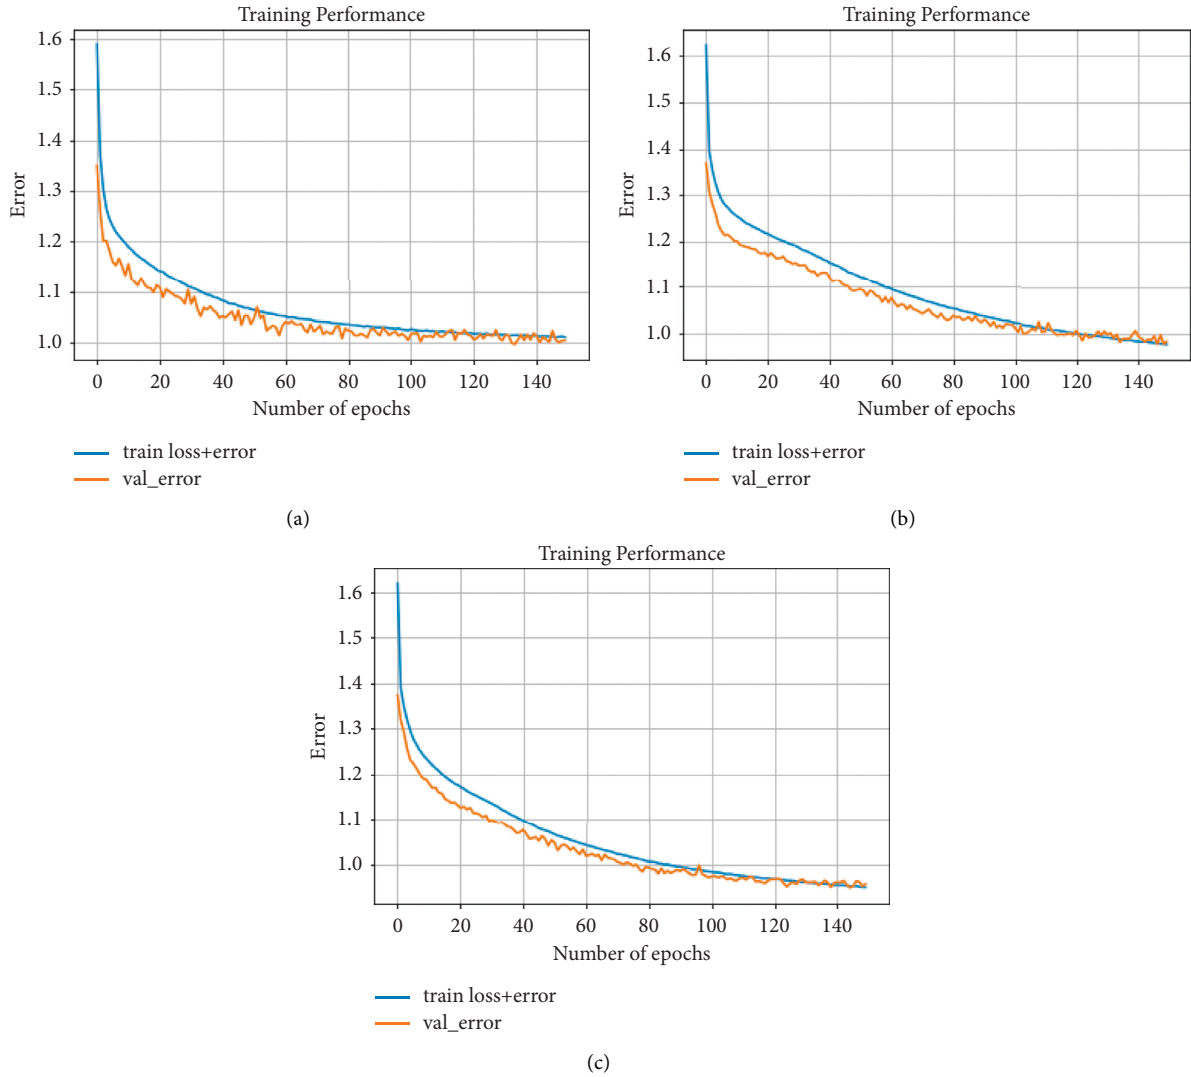 Training Performance
1.6
1.5
1.4
1.3
1.2
1.1
1.0
Error
0 20 40 60 80 100 120 140
Number of epochs
train loss+error
val_error
(a)
Training Performance
1.6
1.5
1.4
1.3
1.2
1.1
1.0
Error
0 20 40 60 80 100 120 140
Number of epochs
train loss+error
val_error
(b)
Training Performance
1.6
1.5
1.4
1.3
1.2
1.1
1.0
Error
0 20 40 60 80 100 120 140
Number of epochs
train loss+error
val_error
(c)